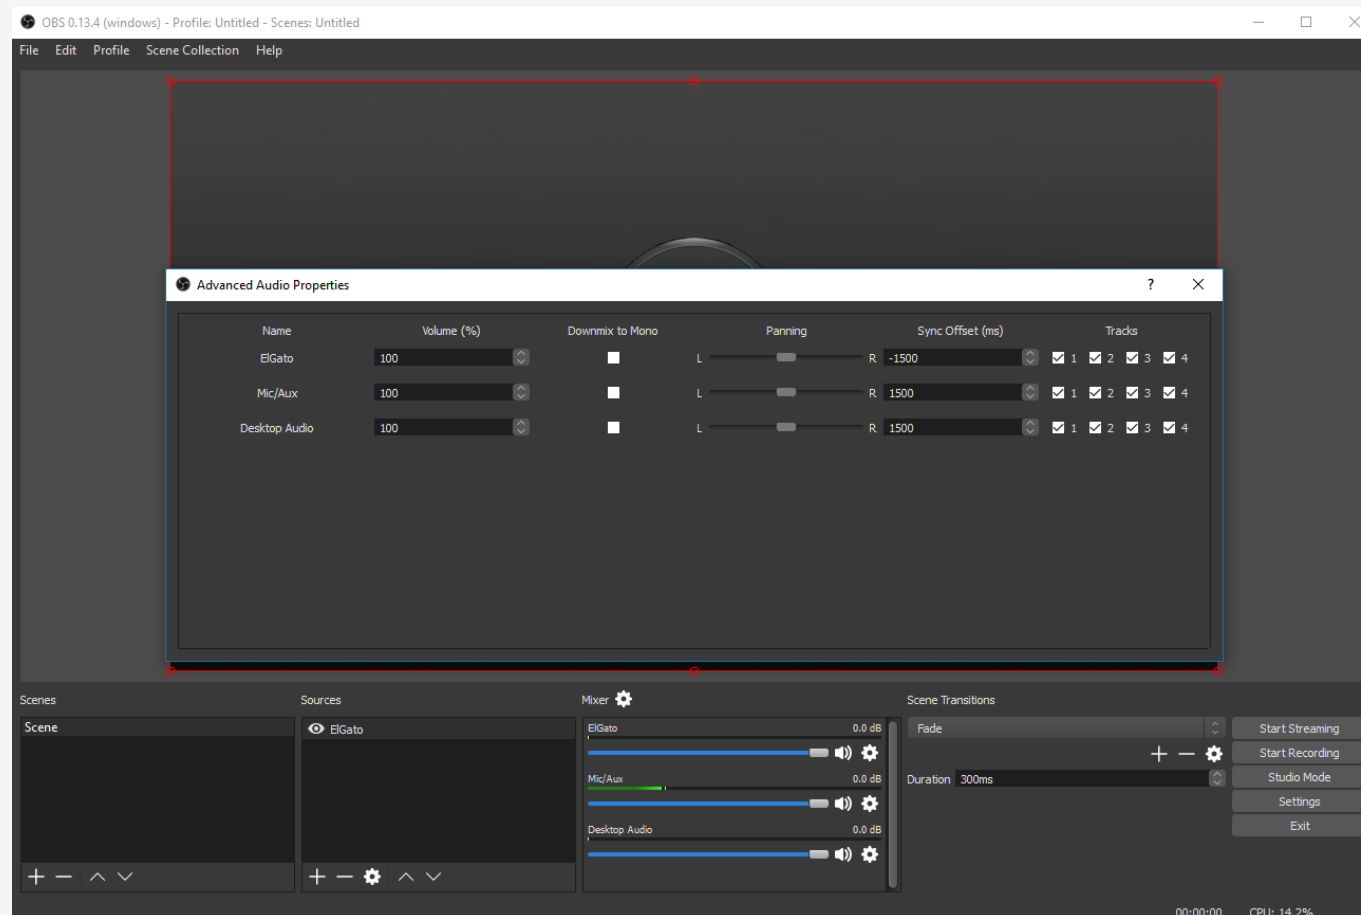 OBS 0.13.4 (windows) - Profile: Untitled - Scenes: Untitled
File Edit Profile Scene Collection Help
Advanced Audio Properties ?
Name Volume (%) Downmix to Mono Panning Sync Offset (ms) Tracks
ElGato 100 L R -1500 1 2 3 4
Mic/Aux 100 L R 1500 1 2 3 4
Desktop Audio 100 L R 1500 1 2 3 4
Scenes Sources Mixer Scene Transitions
Scene ElGato ElGato 0.0 dB Fade Start Streaming
Start Recording
Mic/Aux 0.0 dB Duration 300ms Studio Mode
Settings
Desktop Audio 0.0 dB Exit
00:00:00 CPU: 14.2%